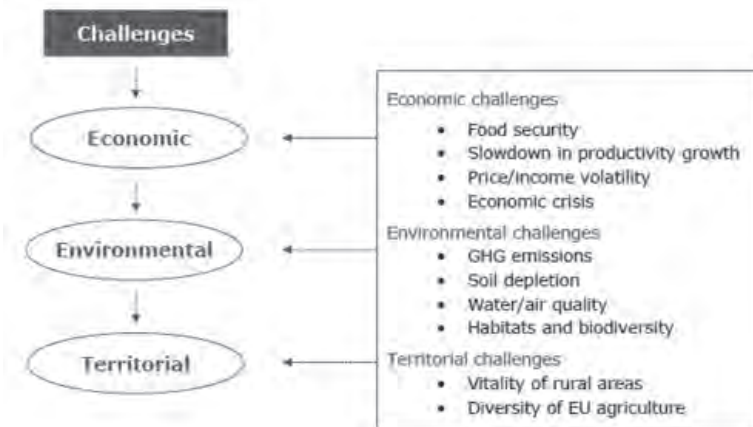 Challenges
Economic
Environmental
Territorial
Economic challenges
• Food security
• Slowdown in productivity growth
• Price/income volatility
• Economic crisis
Environmental challenges
• GHG emissions
• Soil depletion
• Water/air quality
• Habitats and biodiversity
Territorial challenges
• Vitality of rural areas
• Diversity of EU agriculture